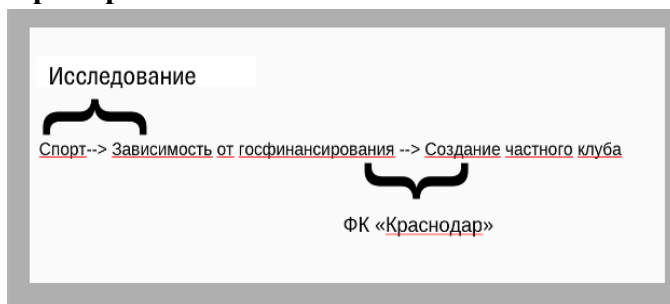 Исследование
Спорт--> Зависимость от госфинансирования --> Создание частного клуба
ФК «Краснодар»